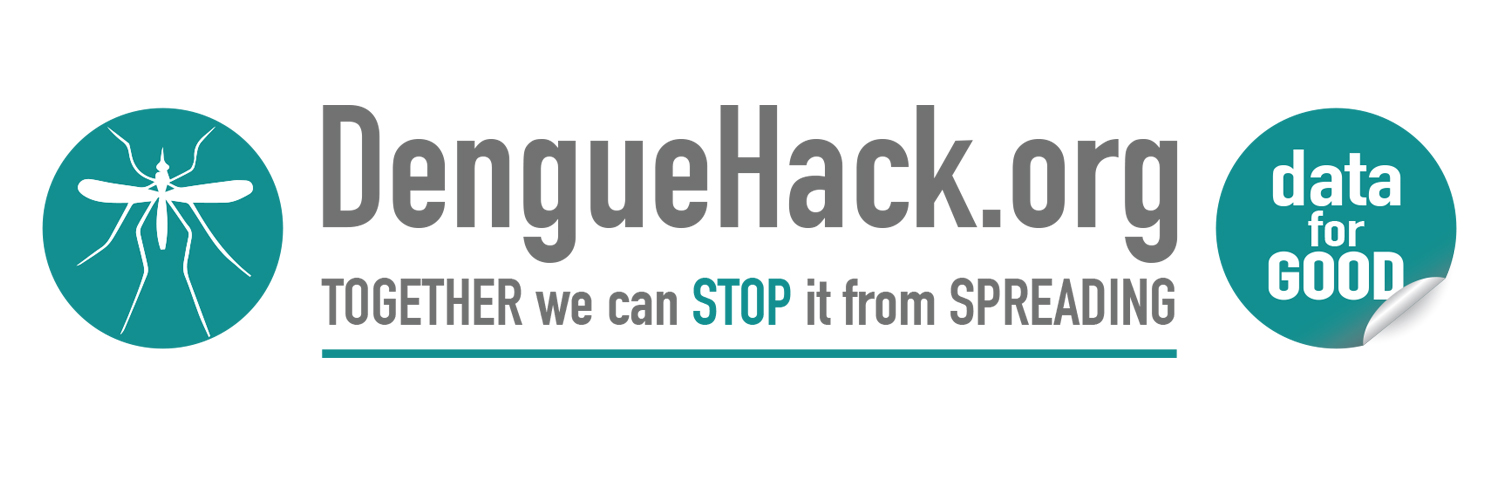 DengueHack.org
TOGETHER we can STOP it from SPREADING
data
for
GOOD